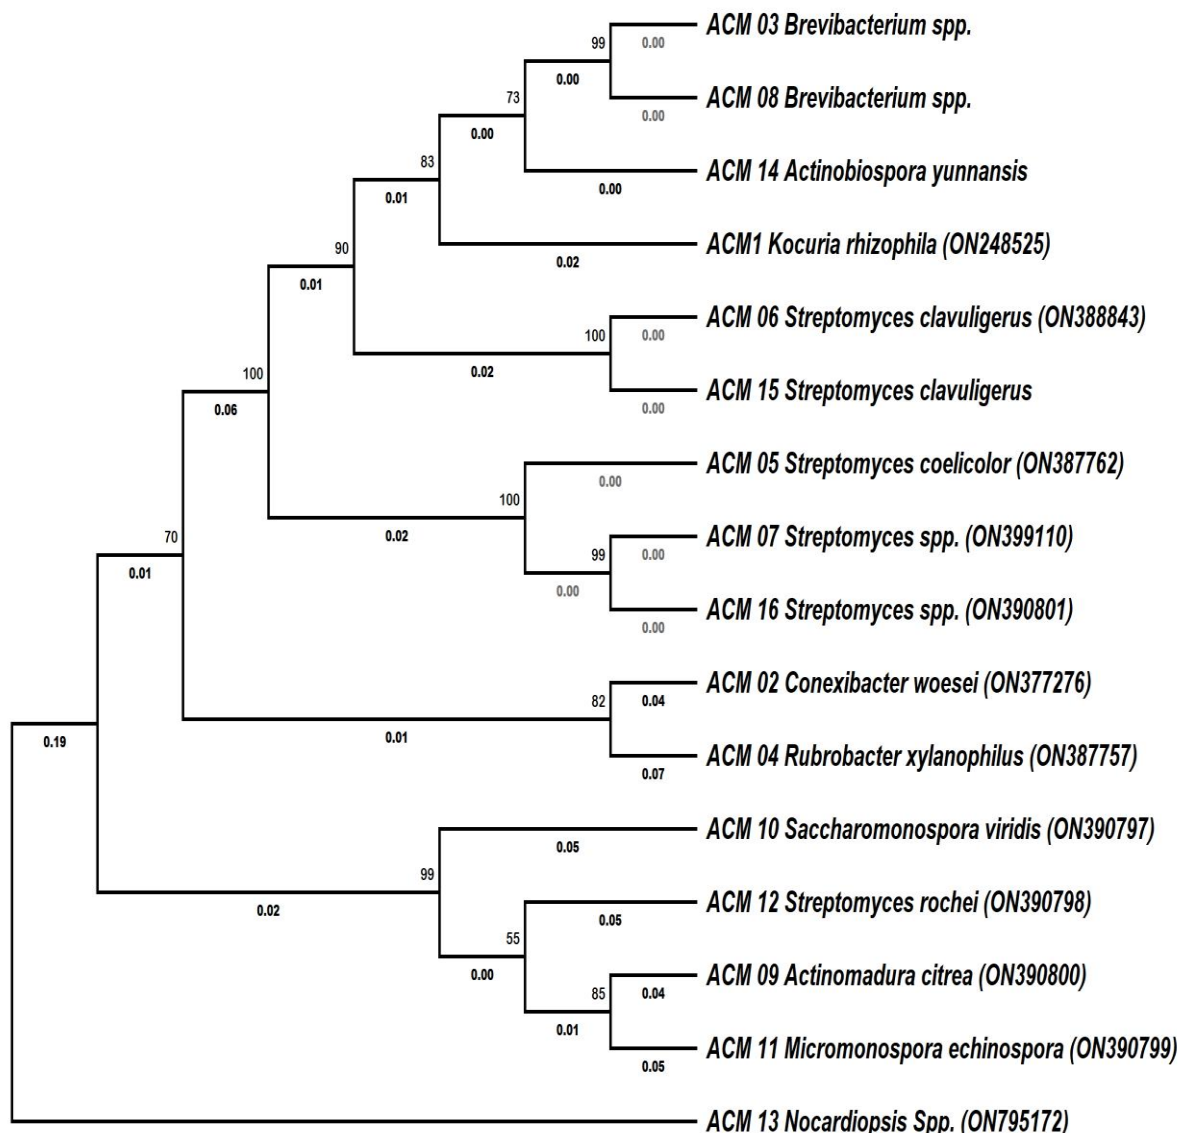 ACM 03 Brevibacterium spp.
99
0.00
0.00
ACM 08 Brevibacterium spp.
73
0.00
0.00
ACM 14 Actinobiospora yunnansis
83
0.01
0.00
ACM1 Kocuria rhizophila (ON248525)
90
0.02
0.01
ACM 06 Streptomyces clavuligerus (ON388843)
100
0.00
0.02
ACM 15 Streptomyces clavuligerus
100
0.00
0.06
ACM 05 Streptomyces coelicolor (ON387762)
0.00
100
0.02
ACM 07 Streptomyces spp. (ON399110)
70
99
0.00
0.01
0.00
ACM 16 Streptomyces spp. (ON390801)
0.00
ACM 02 Conexibacter woesei (ON377276)
82
0.04
0.19
0.01
ACM 04 Rubrobacter xylanophilus (ON387757)
0.07
ACM 10 Saccharomonospora viridis (ON390797)
0.05
99
0.02
ACM 12 Streptomyces rochei (ON390798)
0.05
55
0.00
ACM 09 Actinomadura citrea (ON390800)
85
0.04
0.01
ACM 11 Micromonospora echinospora (ON390799)
0.05
ACM 13 Nocardiopsis Spp. (ON795172)